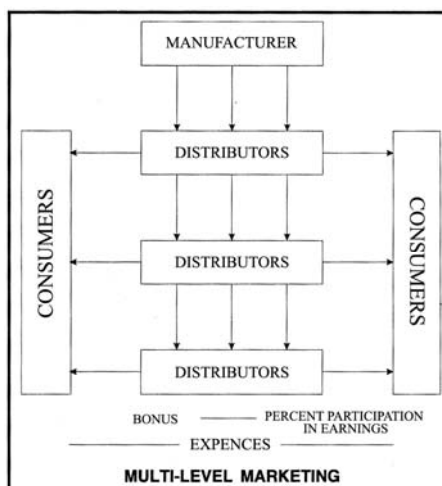 MANUFACTURER
DISTRIBUTORS
CONSUMERS
CONSUMERS
DISTRIBUTORS
DISTRIBUTORS
BONUS
PERCENT PARTICIPATION
IN EARNINGS
EXPENCES
MULTI-LEVEL MARKETING